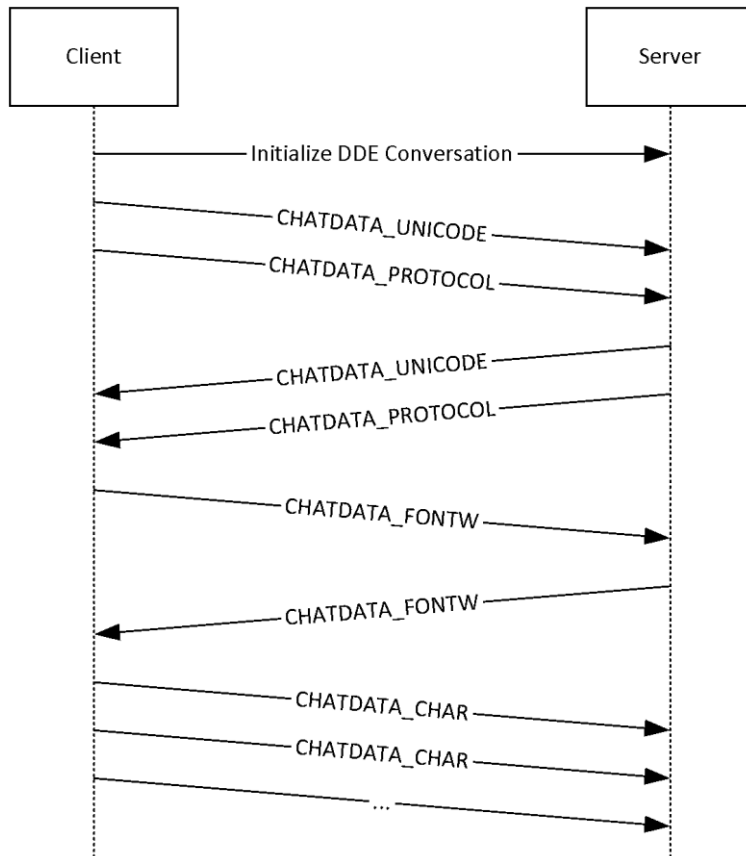 Client
Server
Initialize DDE Conversation
CHATDATA_UNICODE
CHATDATA_PROTOCOL
CHATDATA_UNICODE
CHATDATA_PROTOCOL
CHATDATA_FONTW
CHATDATA_FONTW
CHATDATA_CHAR
CHATDATA_CHAR
...